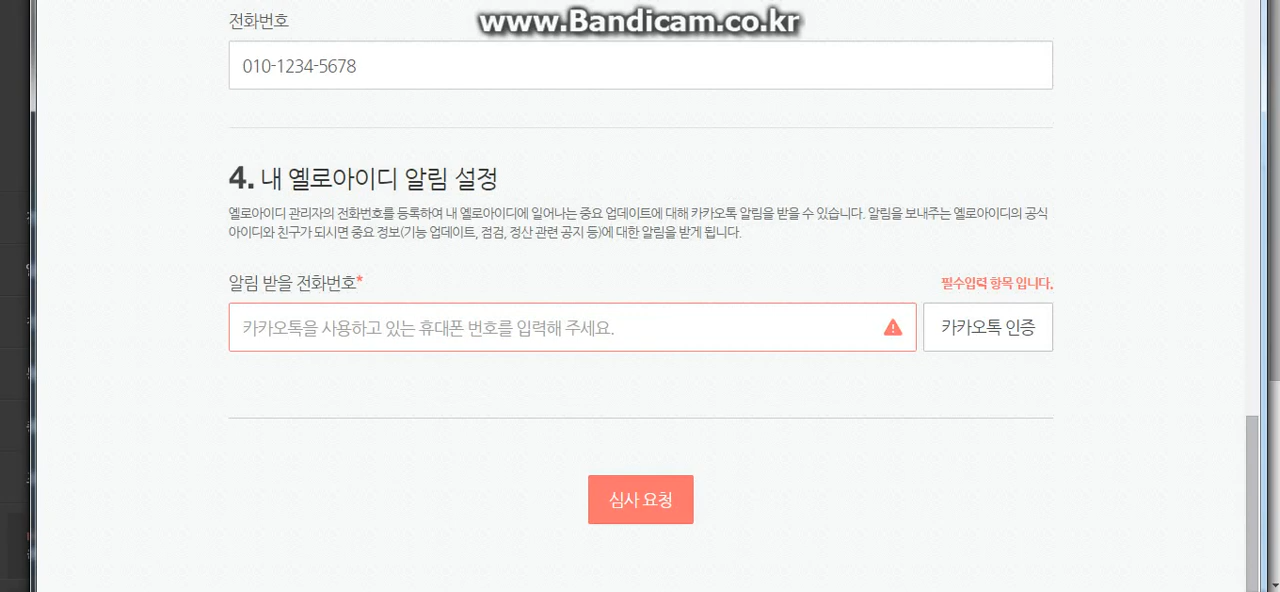 www.Bandicam.co.kr
전화번호
010-1234-5678
4. 내 옐로아이디 알림 설정
옐로아이디 관리자의 전화번호를 등록하여 내 옐로아이디에 일어나는 중요 업데이트에 대해 카카오톡 알림을 받을 수 있습니다. 알림을 보내주는 옐로아이디의 공식
아이디와 친구가 되시면 중요 정보(기능 업데이트, 점검, 정산 관련 공지 등)에 대한 알림을 받게 됩니다.
알림 받을 전화번호* 필수입력 항목 입니다.
카카오톡을 사용하고 있는 휴대폰 번호를 입력해 주세요. 카카오톡 인증
심사 요청